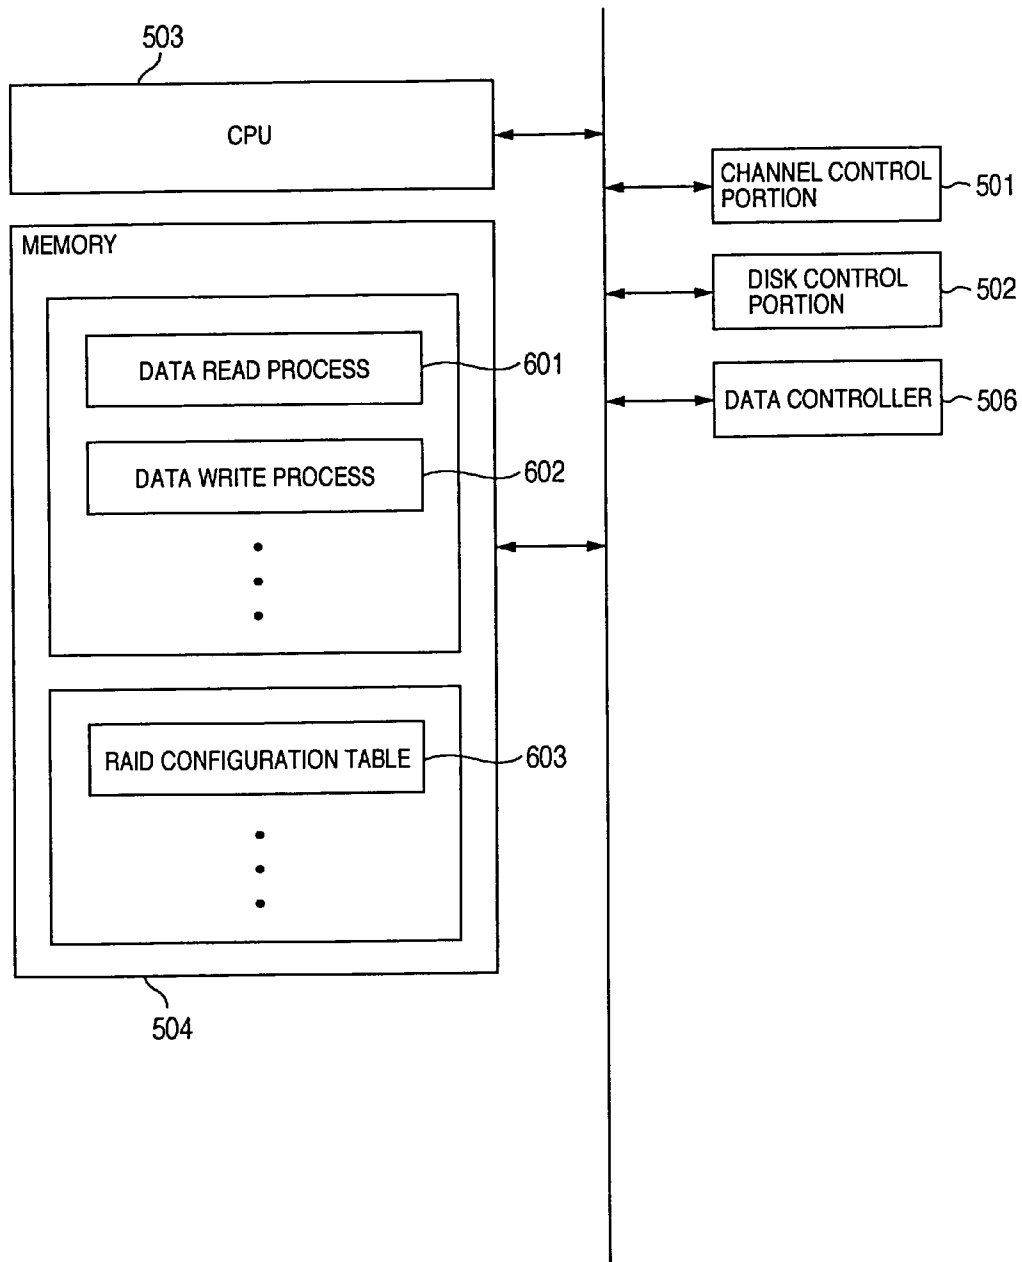 503
CPU
CHANNEL CONTROL
PORTION
501
MEMORY
DISK CONTROL
PORTION
502
DATA READ PROCESS
601
DATA CONTROLLER
506
DATA WRITE PROCESS
602
RAID CONFIGURATION TABLE
603
504